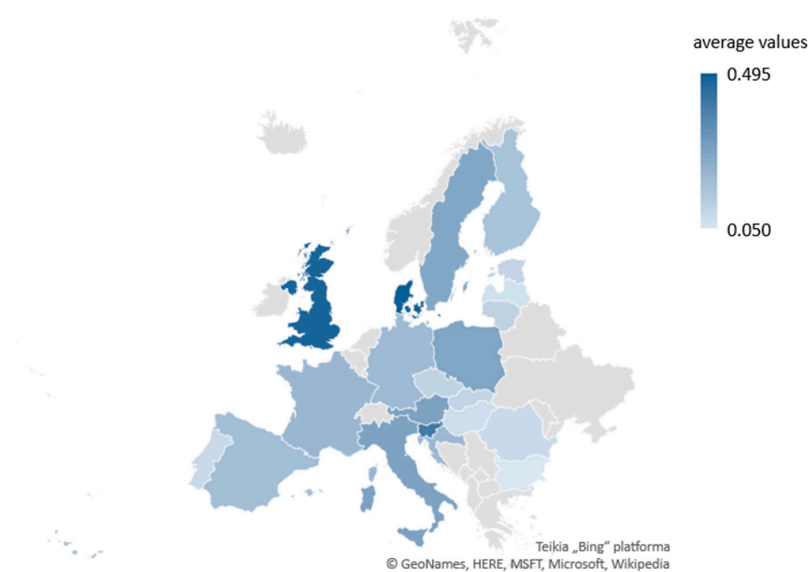 average values
0.495
0.050
Teikia „Bing“ platforma
© GeoNames, HERE, MSFT, Microsoft, Wikipedia